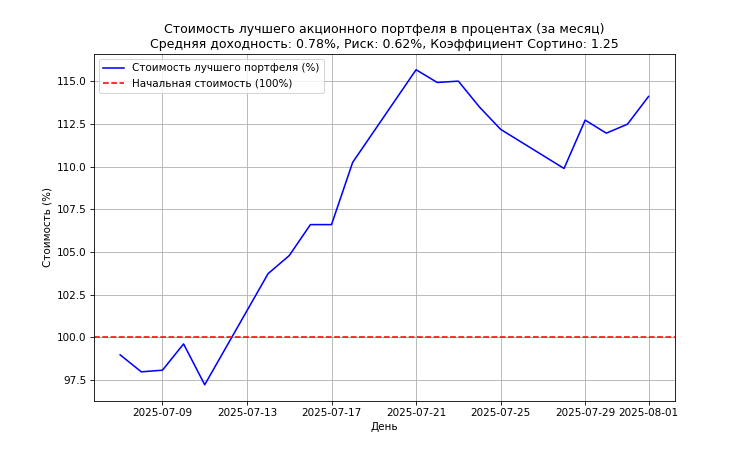 Стоимость лучшего акционного портфеля в процентах (за месяц)
Средняя доходность: 0.78%, Риск: 0.62%, Коэффициент Сортино: 1.25
Стоимость лучшего портфеля (%)
Начальная стоимость (100%)
Стоимость (%)
115.0
112.5
110.0
107.5
105.0
102.5
100.0
97.5
2025-07-09 2025-07-13 2025-07-17 2025-07-21 2025-07-25 2025-07-29 2025-08-01
День